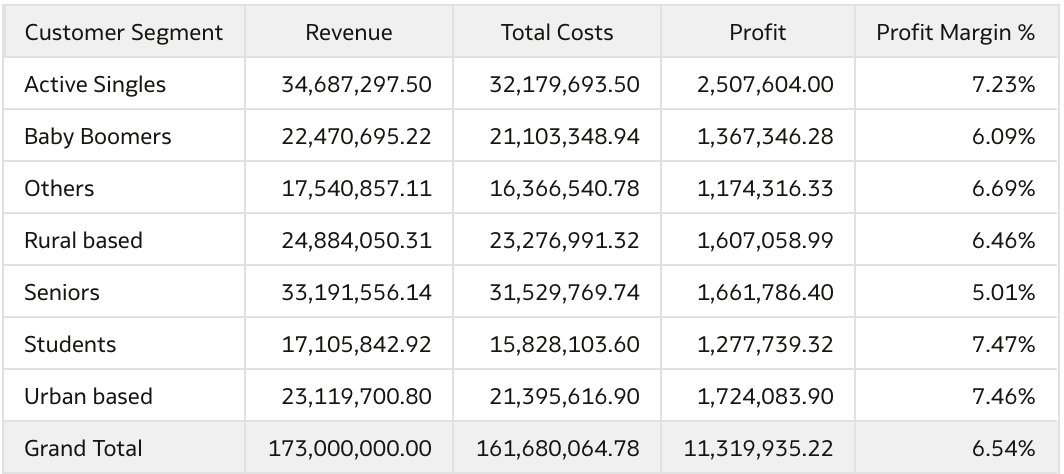 Customer Segment Revenue Total Costs Profit Profit Margin %
Active Singles 34,687,297.50 32,179,693.50 2,507,604.00 7.23%
Baby Boomers 22,470,695.22 21,103,348.94 1,367,346.28 6.09%
Others 17,540,857.11 16,366,540.78 1,174,316.33 6.69%
Rural based 24,884,050.31 23,276,991.32 1,607,058.99 6.46%
Seniors 33,191,556.14 31,529,769.74 1,661,786.40 5.01%
Students 17,105,842.92 15,828,103.60 1,277,739.32 7.47%
Urban based 23,119,700.80 21,395,616.90 1,724,083.90 7.46%
Grand Total 173,000,000.00 161,680,064.78 11,319,935.22 6.54%